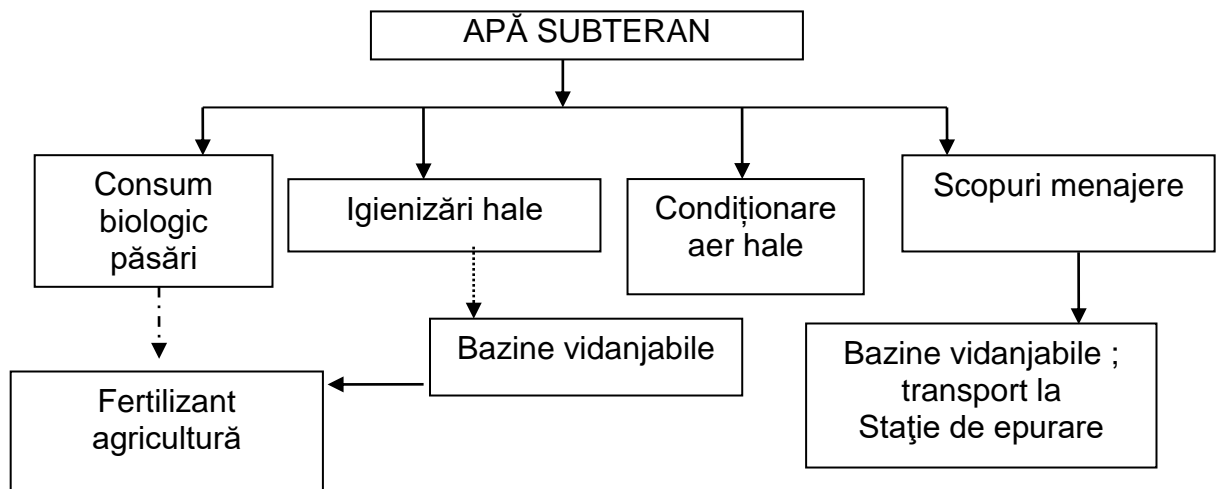 APĂ SUBTERAN
Consum
biologic
păsări
Igienizări hale
Condiționare
aer hale
Scopuri menajere
Bazine vidanjabile
Bazine vidanjabile ;
transport la
Staţie de epurare
Fertilizant
agricultură